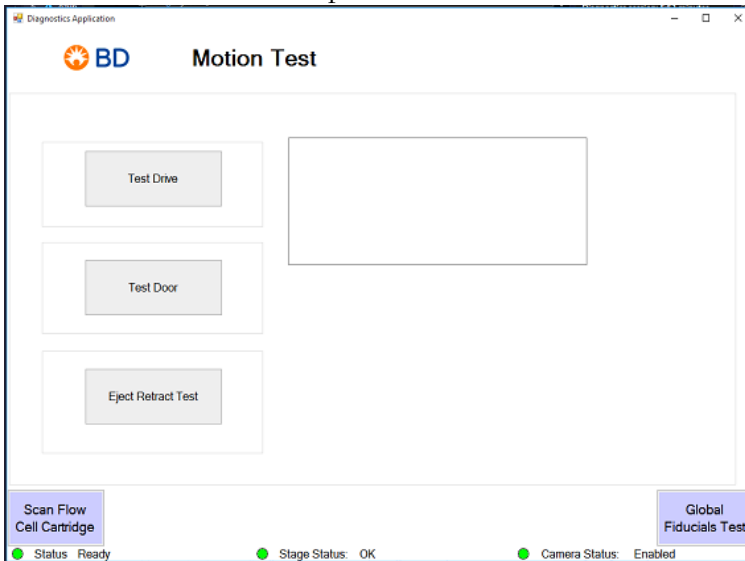 Diagnostics Application
BD Motion Test
Test Drive
Test Door
Eject Retract Test
Scan Flow
Cell Cartridge
Global
Fiducials Test
Status Ready
Stage Status: OK
Camera Status: Enabled